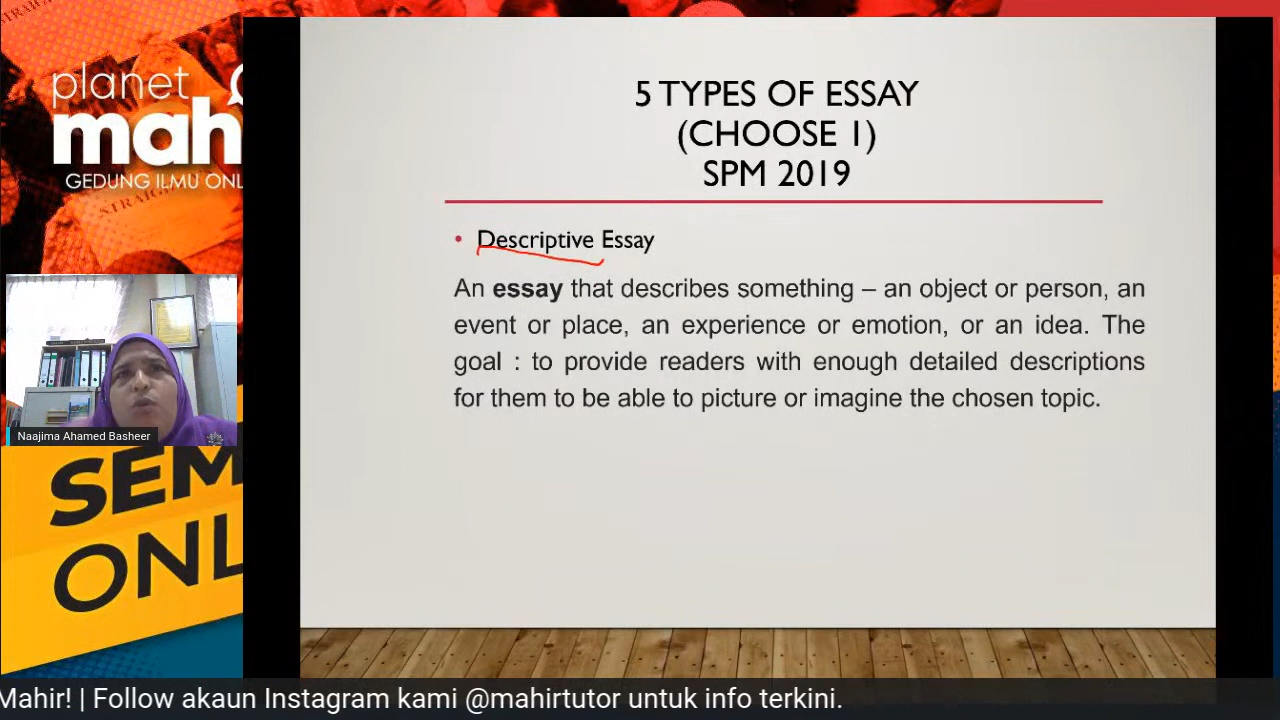 planet
mah
GEDUNG ILMU ONL
5 TYPES OF ESSAY
(CHOOSE 1)
SPM 2019
• Descriptive Essay
An essay that describes something – an object or person, an
event or place, an experience or emotion, or an idea. The
goal : to provide readers with enough detailed descriptions
for them to be able to picture or imagine the chosen topic.
Naajima Ahamed Basheer
SEM
ONL
Mahir! | Follow akaun Instagram kami @mahirtutor untuk info terkini.